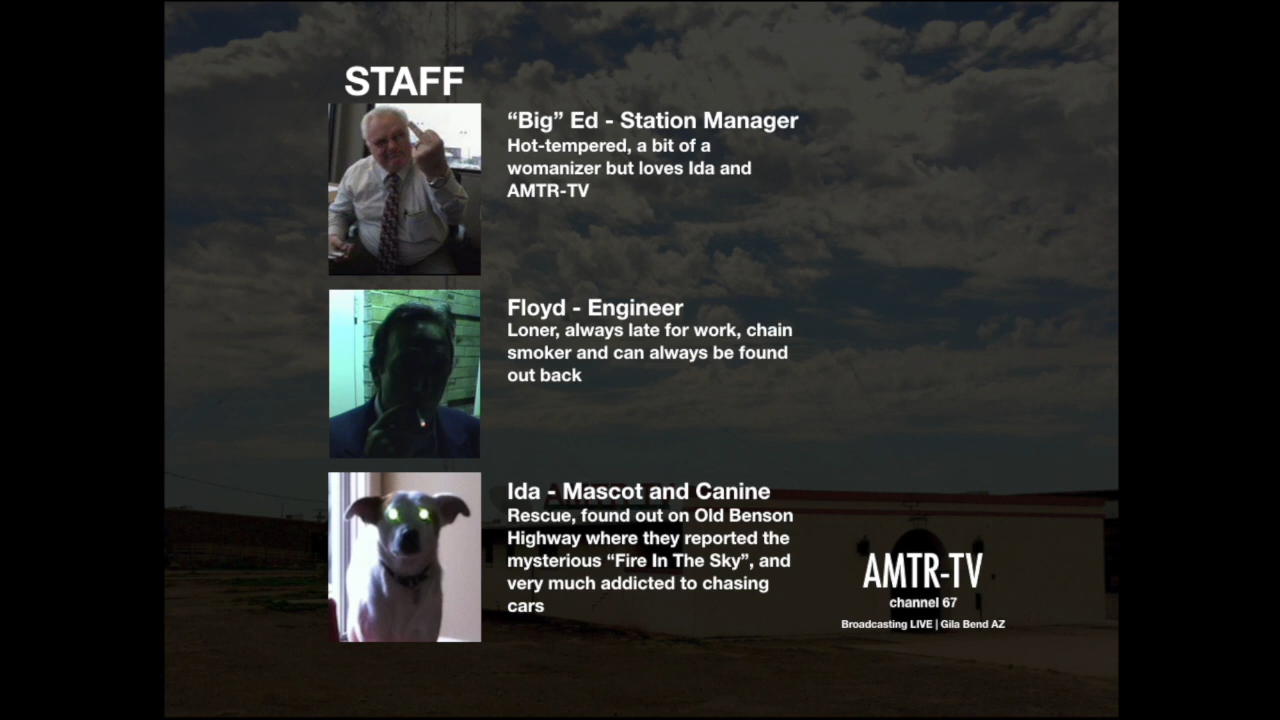 STAFF
“Big” Ed - Station Manager
Hot-tempered, a bit of a
womanizer but loves Ida and
AMTR-TV
Floyd - Engineer
Loner, always late for work, chain
smoker and can always be found
out back
Ida - Mascot and Canine
Rescue, found out on Old Benson
Highway where they reported the
mysterious “Fire In The Sky”, and
very much addicted to chasing
cars
AMTR-TV
channel 67
Broadcasting LIVE | Gila Bend AZ